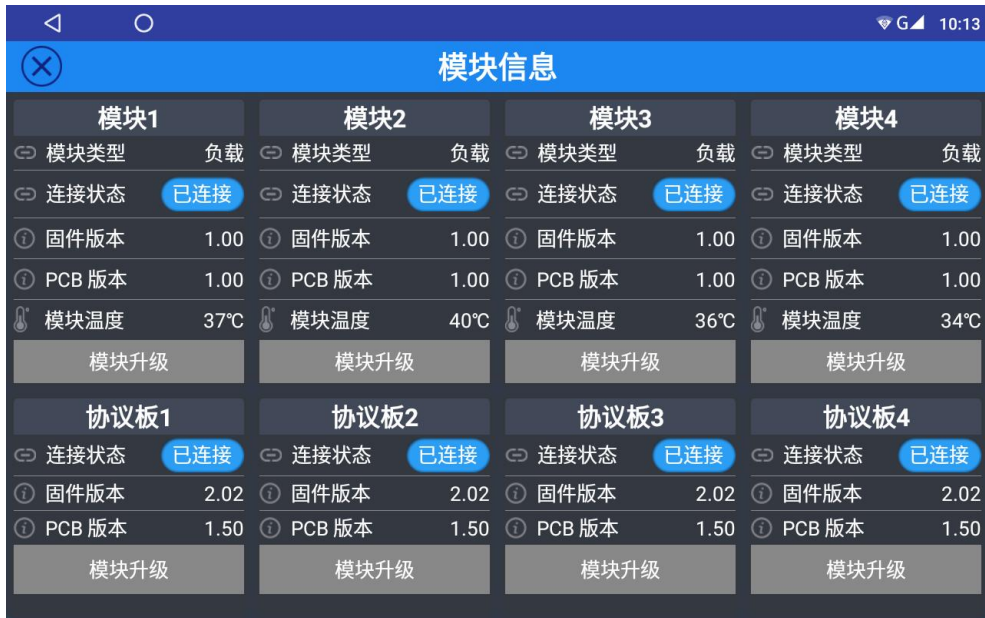 G 10:13
模块信息
模块1 模块2 模块3 模块4
模块类型 负载 模块类型 负载 模块类型 负载 模块类型 负载
连接状态 已连接 连接状态 已连接 连接状态 已连接 连接状态 已连接
固件版本 1.00 固件版本 1.00 固件版本 1.00 固件版本 1.00
PCB 版本 1.00 PCB 版本 1.00 PCB 版本 1.00 PCB 版本 1.00
模块温度 37℃ 模块温度 40℃ 模块温度 36℃ 模块温度 34℃
模块升级 模块升级 模块升级 模块升级
协议板1 协议板2 协议板3 协议板4
连接状态 已连接 连接状态 已连接 连接状态 已连接 连接状态 已连接
固件版本 2.02 固件版本 2.02 固件版本 2.02 固件版本 2.02
PCB 版本 1.50 PCB 版本 1.50 PCB 版本 1.50 PCB 版本 1.50
模块升级 模块升级 模块升级 模块升级